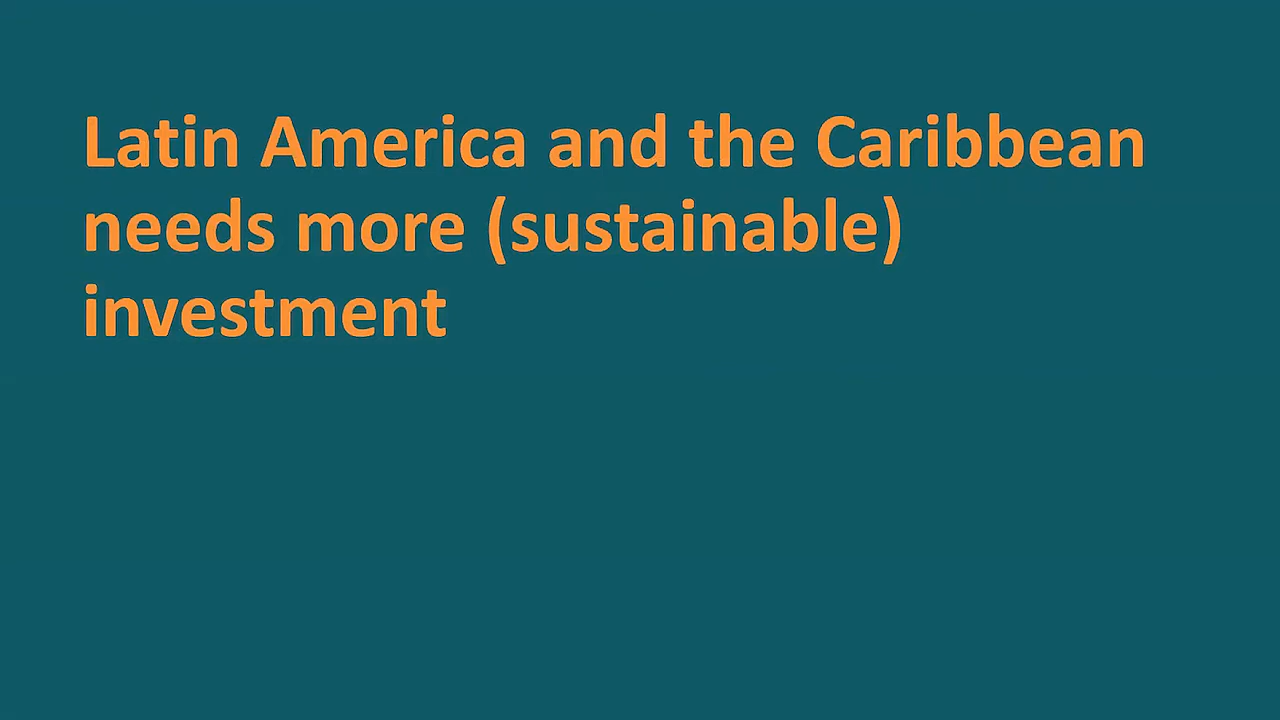 Latin America and the Caribbean
needs more (sustainable)
investment